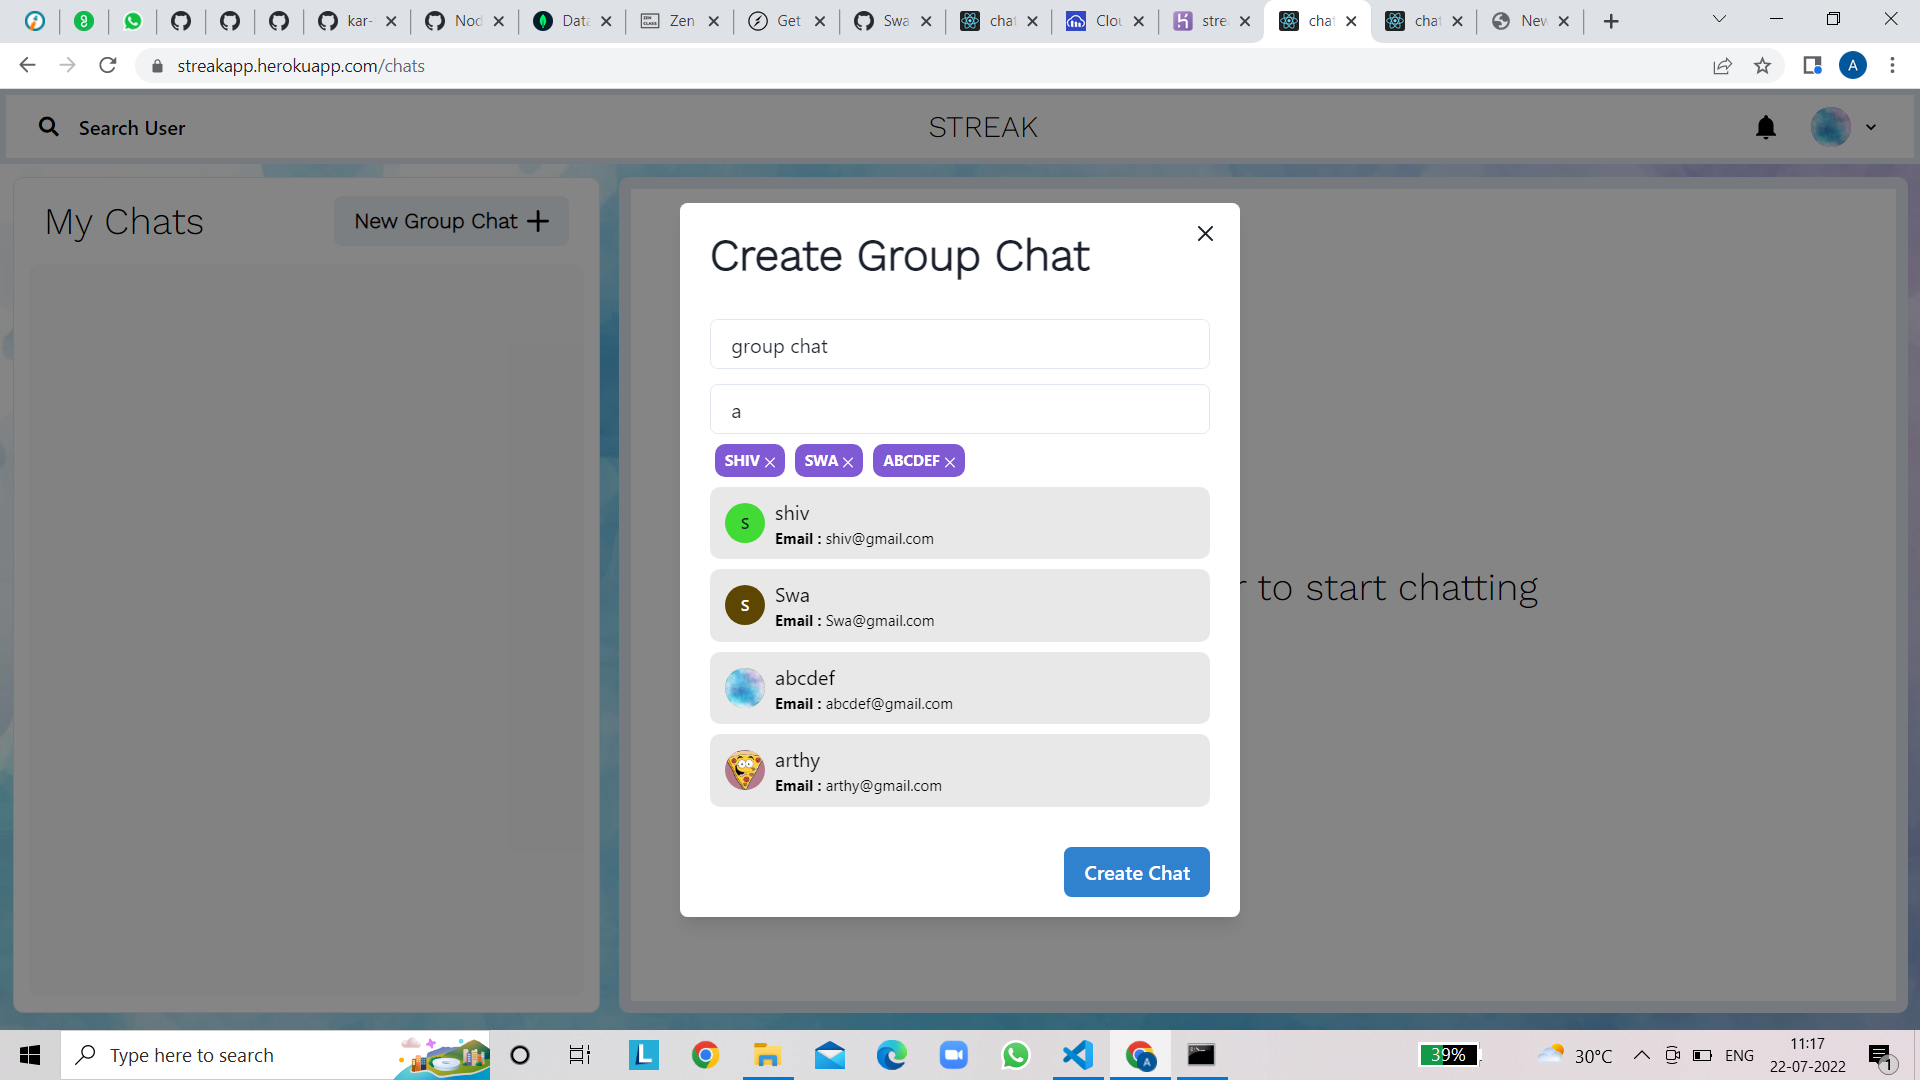 kar-
Nod
Data
Zen
Get
Swa
chat
Clou
strea
chat
chat
New
streakapp.herokuapp.com/chats
A
Search User
STREAK
My Chats
New Group Chat
Create Group Chat
group chat
a
SHIV
SWA
ABCDEF
S
shiv
Email : shiv@gmail.com
S
Swa
Email : Swa@gmail.com
abcdef
Email : abcdef@gmail.com
arthy
Email : arthy@gmail.com
to start chatting
Create Chat
Type here to search
L
A
39%
30°C
ENG
11:17
22-07-2022
1